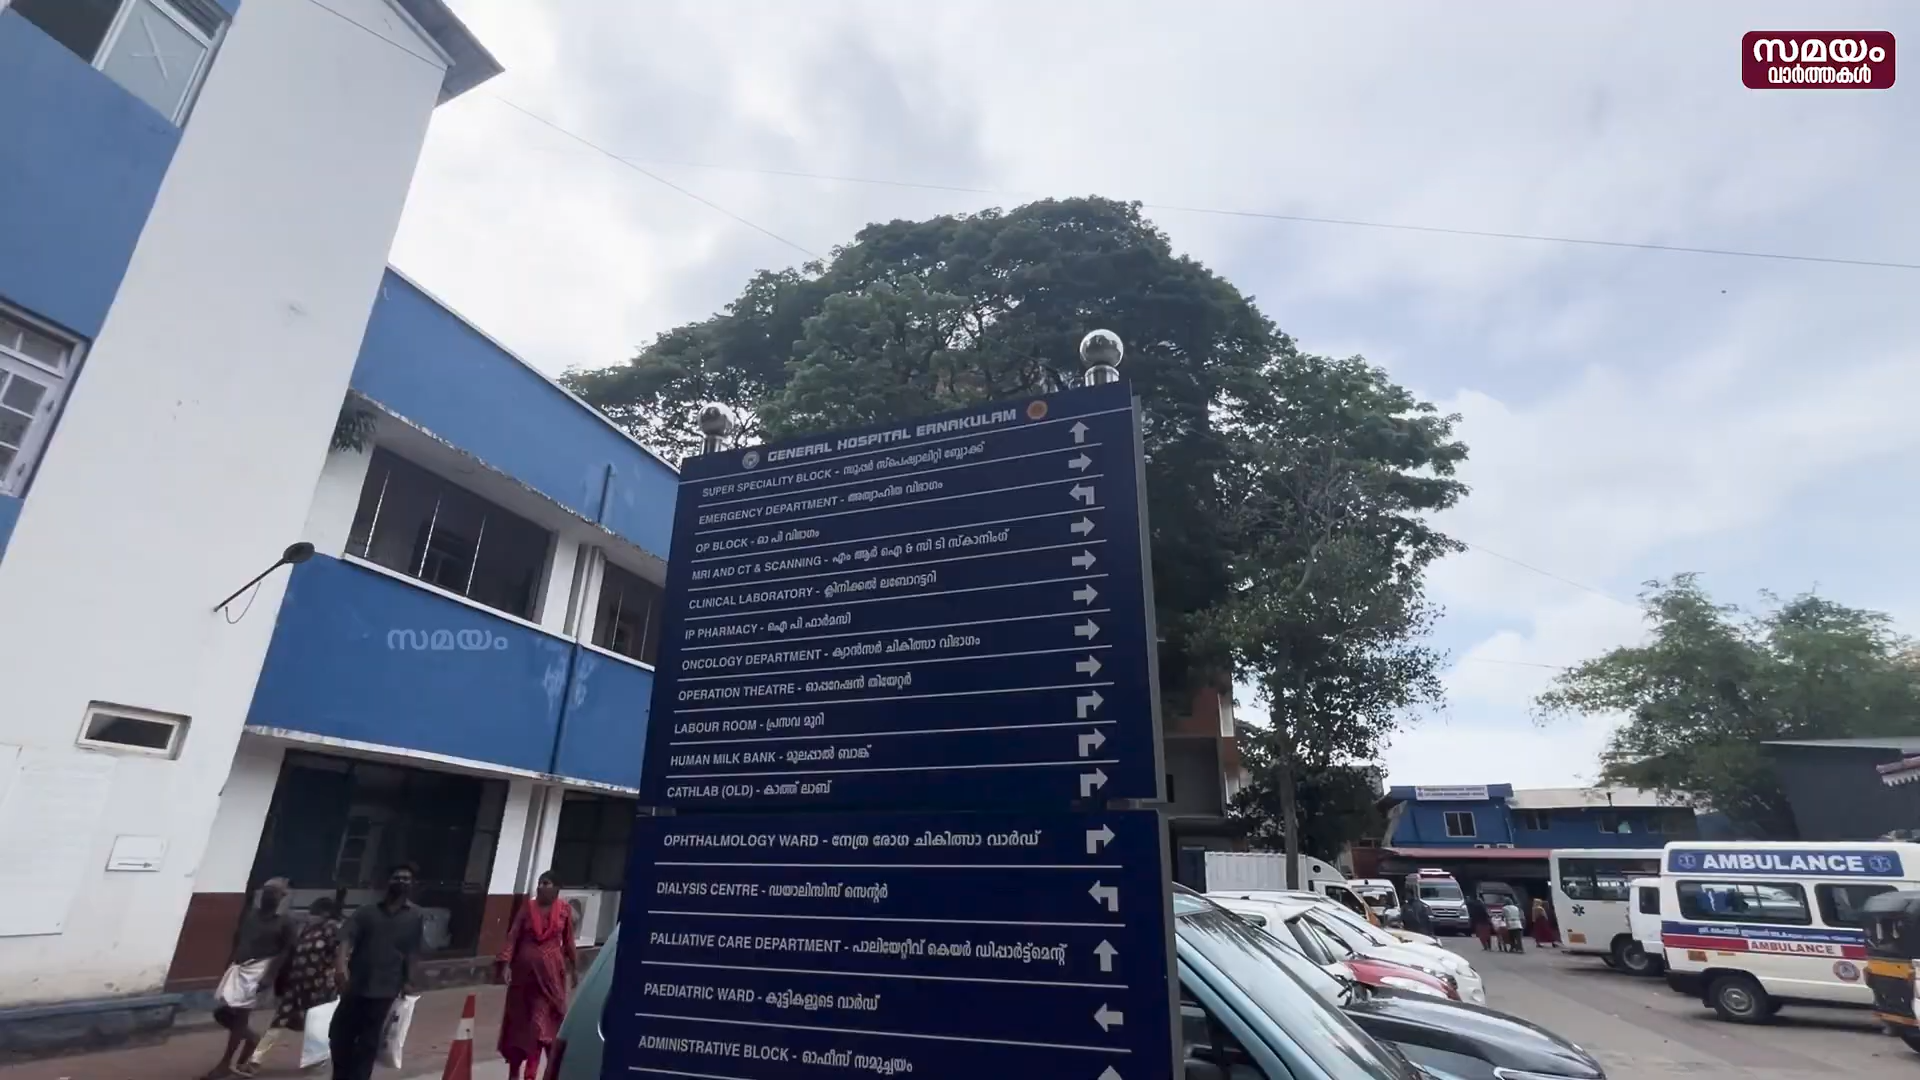 സമയം
വാർത്തകൾ
GENERAL HOSPITAL ERNAKULAM
SUPER SPECIALITY BLOCK - സൂപ്പർ സ്പെഷ്യാലിറ്റി ബ്ലോക്ക്
EMERGENCY DEPARTMENT - അത്യാഹിത വിഭാഗം
OP BLOCK - ഓ പി വിഭാഗം
MRI AND CT & SCANNING - എം ആർ ഐ & സി ടി സ്കാനിംഗ്
CLINICAL LABORATORY - ക്ലിനിക്കൽ ലബോറട്ടറി
IP PHARMACY - ഐ പി ഫാർമസി
ONCOLOGY DEPARTMENT - ക്യാൻസർ ചികിത്സാ വിഭാഗം
OPERATION THEATRE - ഓപ്പറേഷൻ തിയേറ്റർ
LABOUR ROOM - പ്രസവ മുറി
HUMAN MILK BANK - മുലപ്പാൽ ബാങ്ക്
CATHLAB (OLD) - കാത്ത് ലാബ്
OPHTHALMOLOGY WARD - നേത്ര രോഗ ചികിത്സാ വാർഡ്
DIALYSIS CENTRE - ഡയാലിസിസ് സെന്റർ
PALLIATIVE CARE DEPARTMENT - പാലിയേറ്റീവ് കെയർ ഡിപ്പാർട്ട്മെന്റ്
PAEDIATRIC WARD - കുട്ടികളുടെ വാർഡ്
ADMINISTRATIVE BLOCK - ഓഫീസ് സമുച്ചയം
സമയം
AMBULANCE
AMBULANCE